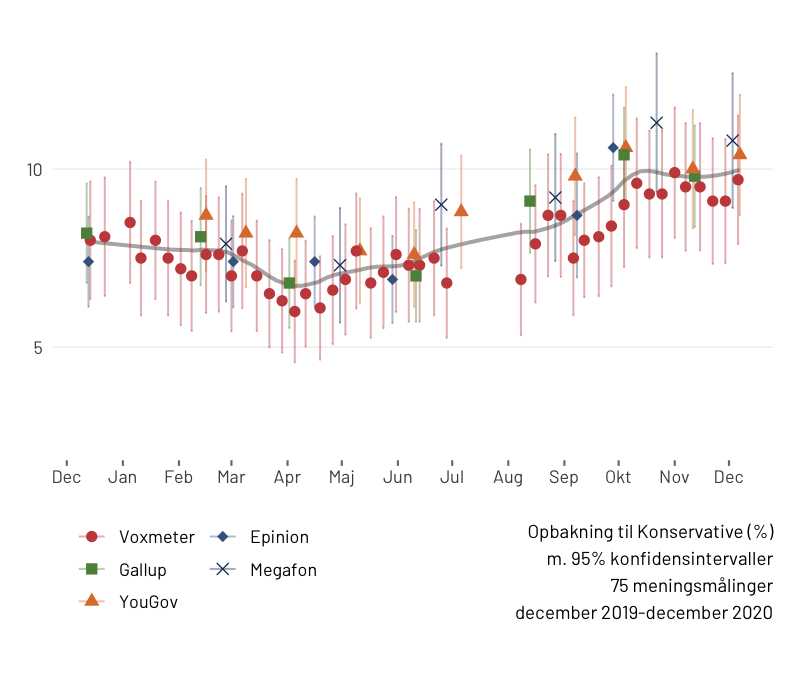 10
5
Dec Jan Feb Mar Apr Maj Jun Jul Aug Sep Okt Nov Dec
Voxmeter Epinion
Gallup Megafon
YouGov
Opbakning til Konservative (%)
m. 95% konfidensintervaller
75 meningsmålinger
december 2019-december 2020